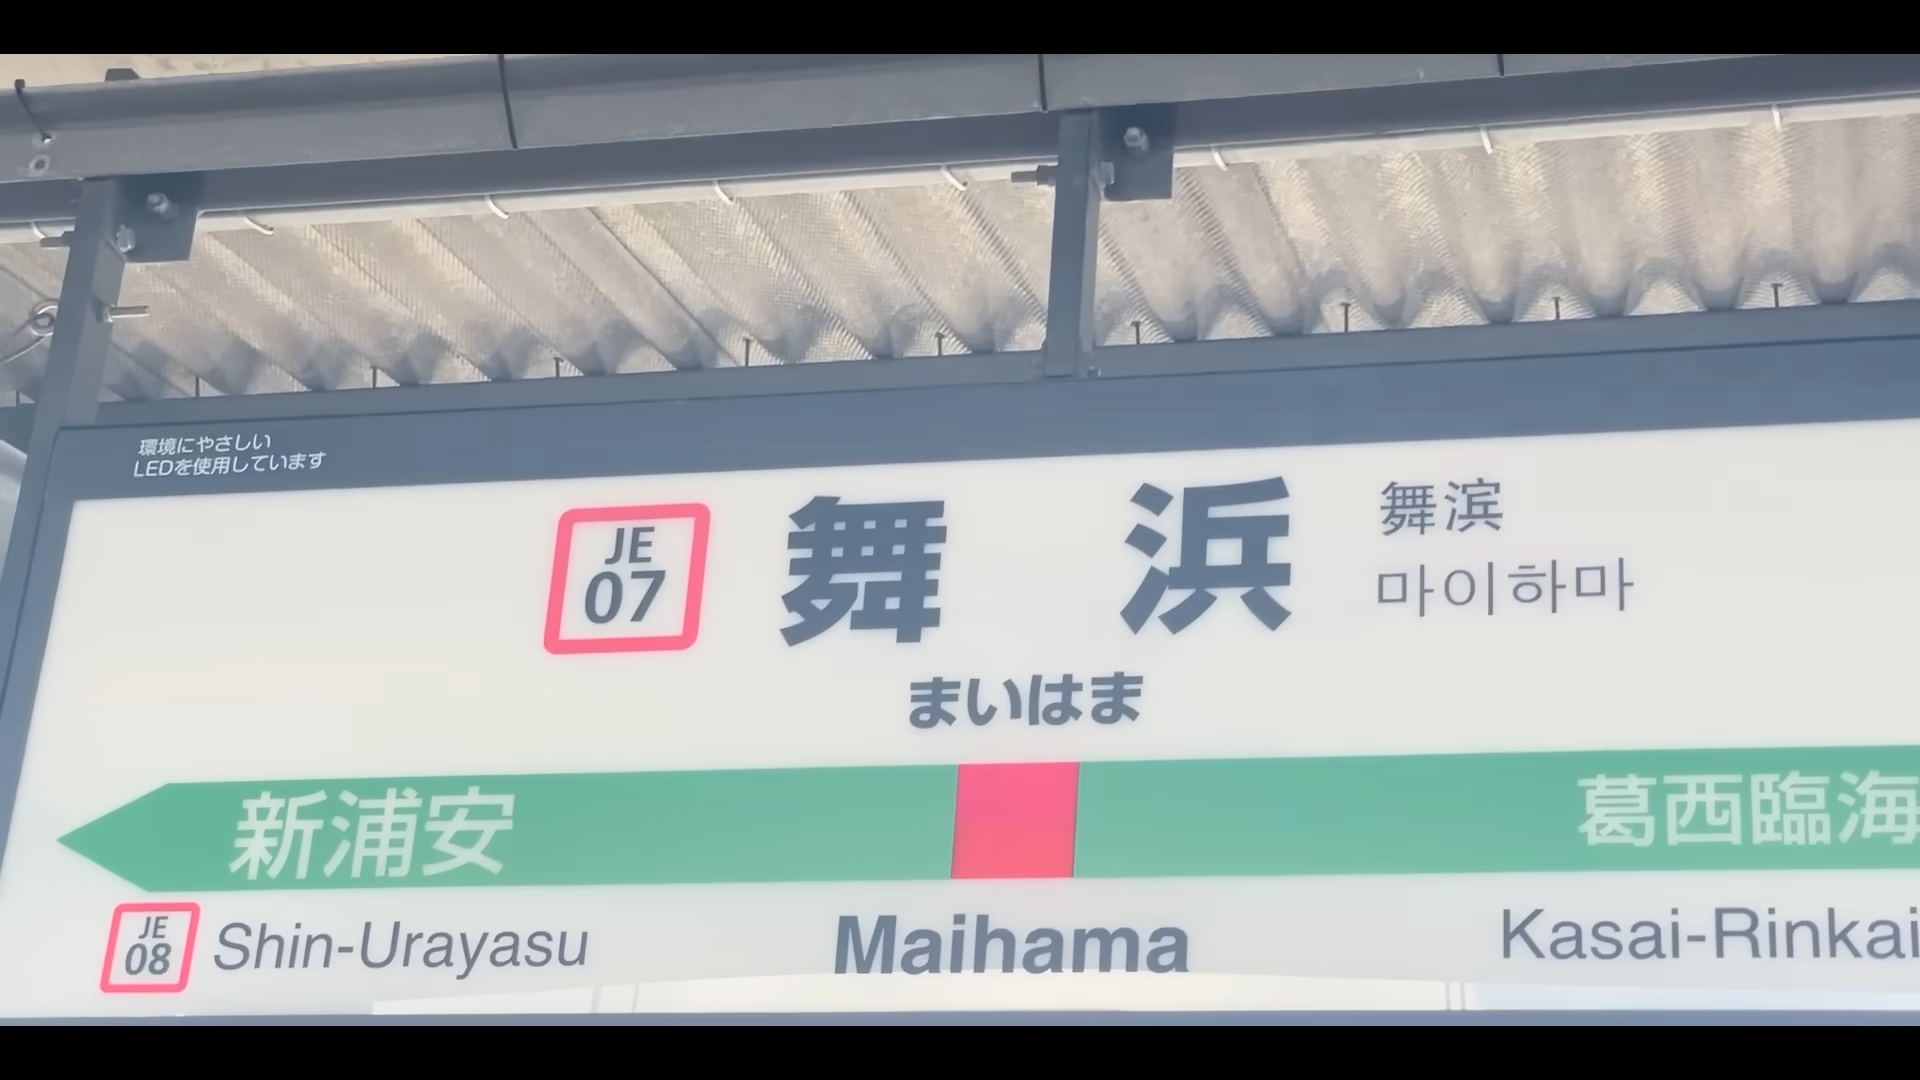 環境にやさしい
LEDを使用しています
JE
07
舞浜
舞滨
마이하마
まいはま
新浦安
葛西臨海
JE
08
Shin-Urayasu
Maihama
Kasai-Rinkai